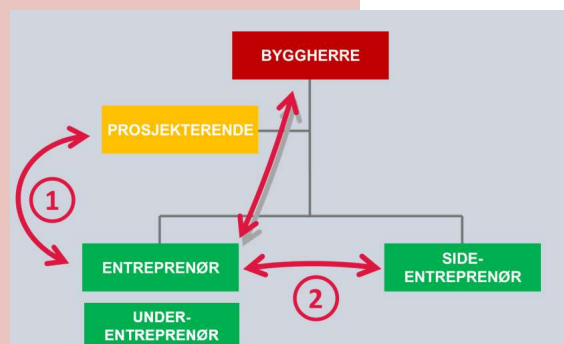 BYGGHERRE
PROSJEKTERENDE
1
ENTREPRENØR
SIDE-
ENTREPRENØR
2
UNDER-
ENTREPRENØR